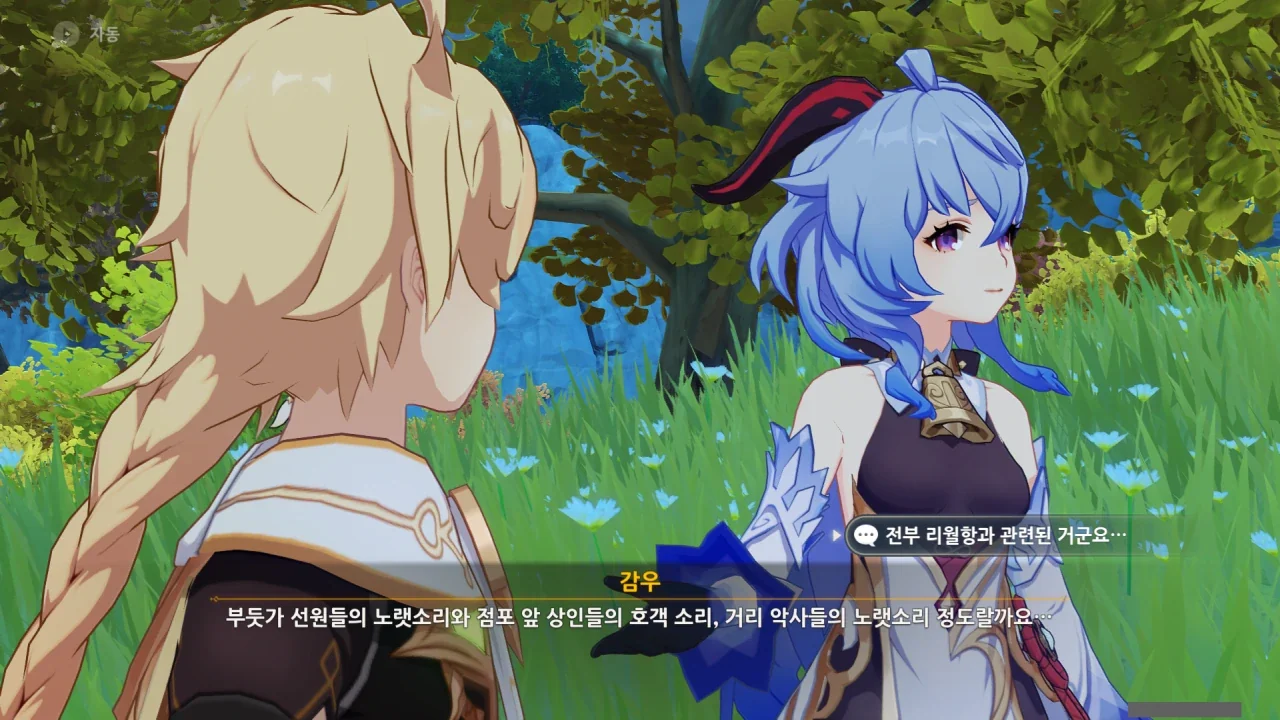 자동
전부 리월항과 관련된 거군요…
감우
부둣가 선원들의 노랫소리와 점포 앞 상인들의 호객 소리, 거리 악사들의 노랫소리 정도랄까요…